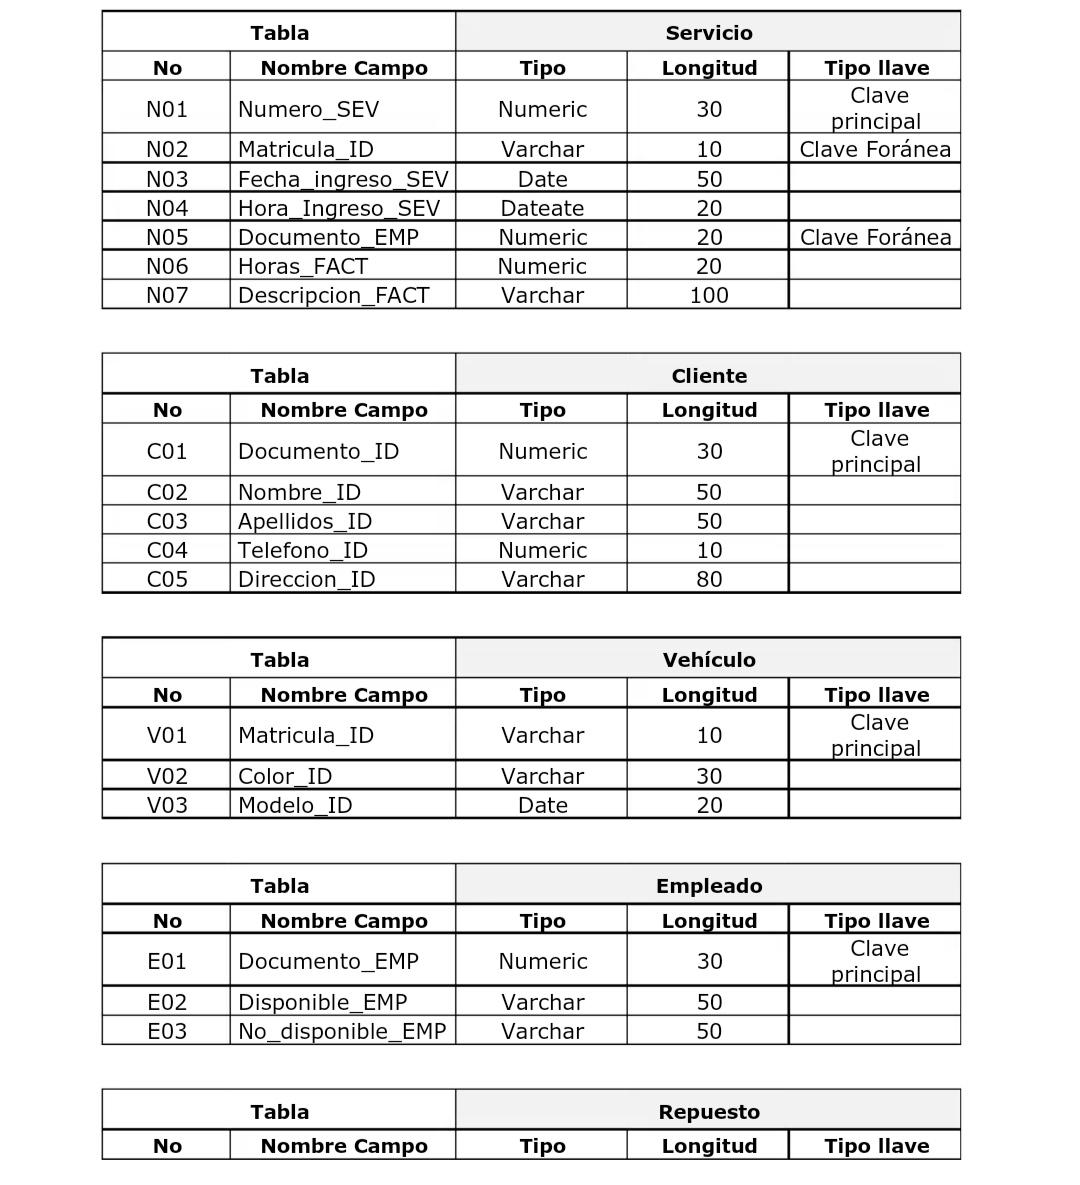 Tabla Servicio
No Nombre Campo Tipo Longitud Tipo llave
N01 Numero_SEV Numeric 30 Clave principal
N02 Matricula_ID Varchar 10 Clave Foránea
N03 Fecha_ingreso_SEV Date 50
N04 Hora_Ingreso_SEV Dateate 20
N05 Documento_EMP Numeric 20 Clave Foránea
N06 Horas_FACT Numeric 20
N07 Descripcion_FACT Varchar 100
Tabla Cliente
No Nombre Campo Tipo Longitud Tipo llave
C01 Documento_ID Numeric 30 Clave principal
C02 Nombre_ID Varchar 50
C03 Apellidos_ID Varchar 50
C04 Telefono_ID Numeric 10
C05 Direccion_ID Varchar 80
Tabla Vehículo
No Nombre Campo Tipo Longitud Tipo llave
V01 Matricula_ID Varchar 10 Clave principal
V02 Color_ID Varchar 30
V03 Modelo_ID Date 20
Tabla Empleado
No Nombre Campo Tipo Longitud Tipo llave
E01 Documento_EMP Numeric 30 Clave principal
E02 Disponible_EMP Varchar 50
E03 No_disponible_EMP Varchar 50
Tabla Repuesto
No Nombre Campo Tipo Longitud Tipo llave